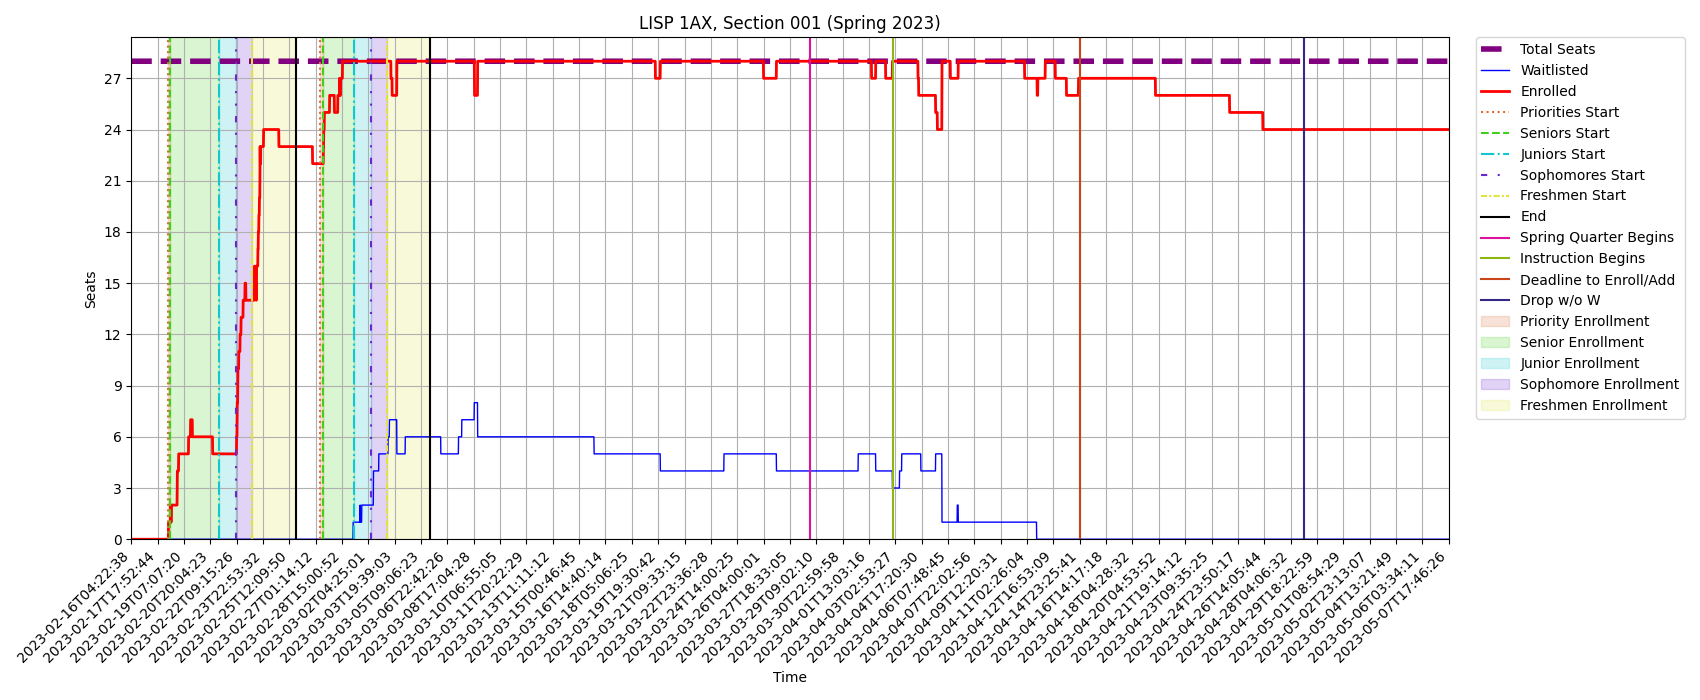 LISP 1AX, Section 001 (Spring 2023)
Seats
27
24
21
18
15
12
9
6
3
0
2023-02-16T04:22:38
2023-02-17T17:52:44
2023-02-19T07:07:20
2023-02-20T20:04:23
2023-02-22T09:15:26
2023-02-23T22:53:32
2023-02-25T12:09:50
2023-02-27T01:14:12
2023-02-28T15:00:52
2023-03-02T04:25:01
2023-03-03T19:39:03
2023-03-05T09:06:23
2023-03-06T22:42:26
2023-03-08T17:04:28
2023-03-10T06:55:05
2023-03-11T20:22:29
2023-03-13T11:11:12
2023-03-15T00:46:45
2023-03-16T14:40:14
2023-03-18T05:06:25
2023-03-19T19:30:42
2023-03-21T09:33:15
2023-03-22T23:36:28
2023-03-24T14:00:25
2023-03-26T04:00:01
2023-03-27T18:33:05
2023-03-29T09:02:10
2023-03-30T22:59:58
2023-04-01T13:03:16
2023-04-03T02:53:27
2023-04-04T17:20:30
2023-04-06T07:48:45
2023-04-07T22:02:56
2023-04-09T12:20:31
2023-04-11T02:26:04
2023-04-12T16:53:09
2023-04-14T23:25:41
2023-04-16T14:17:18
2023-04-18T04:28:32
2023-04-20T04:53:52
2023-04-21T19:14:12
2023-04-23T09:35:25
2023-04-24T23:50:17
2023-04-26T14:05:44
2023-04-28T04:06:32
2023-04-29T18:22:59
2023-05-01T08:54:29
2023-05-02T23:13:07
2023-05-04T13:21:49
2023-05-06T03:34:11
2023-05-07T17:46:26
Time
Total Seats
Waitlisted
Enrolled
Priorities Start
Seniors Start
Juniors Start
Sophomores Start
Freshmen Start
End
Spring Quarter Begins
Instruction Begins
Deadline to Enroll/Add
Drop w/o W
Priority Enrollment
Senior Enrollment
Junior Enrollment
Sophomore Enrollment
Freshmen Enrollment